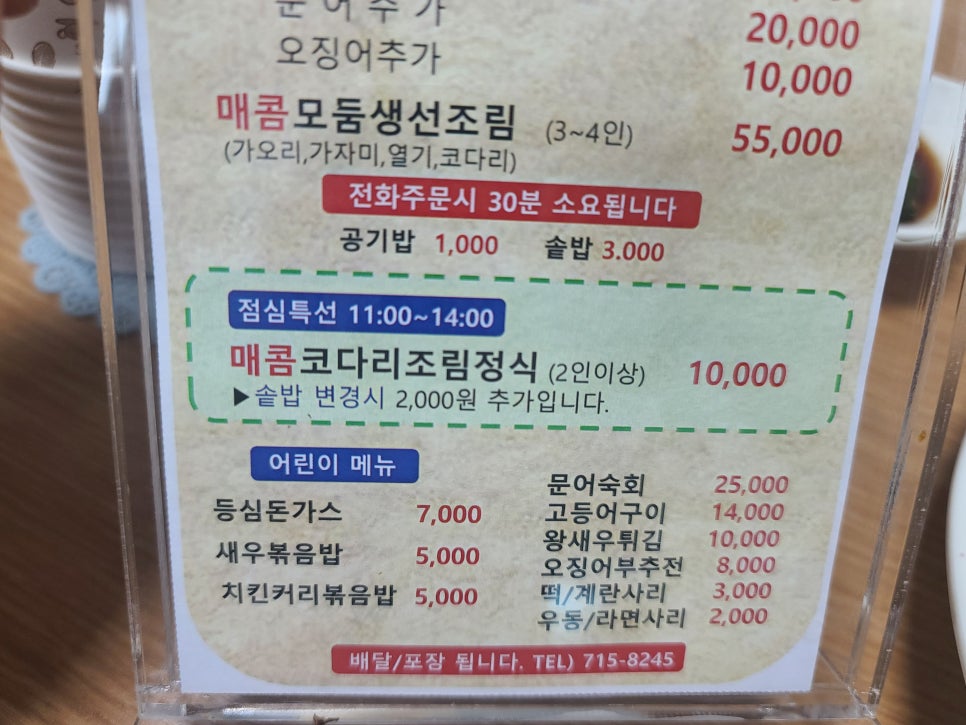 문어추가
20,000
오징어추가 10,000
매콤모둠생선조림 (3~4인) 55,000
(가오리,가자미,열기,코다리)
전화주문시 30분 소요됩니다
공기밥 1,000 솥밥 3.000
점심특선 11:00~14:00
매콤코다리조림정식 (2인이상) 10,000
▶솥밥 변경시 2,000원 추가입니다.
어린이 메뉴
등심돈가스 7,000
새우볶음밥 5,000
치킨커리볶음밥 5,000
문어숙회 25,000
고등어구이 14,000
왕새우튀김 10,000
오징어부추전 8,000
떡/계란사리 3,000
우동/라면사리 2,000
배달/포장 됩니다. TEL) 715-8245